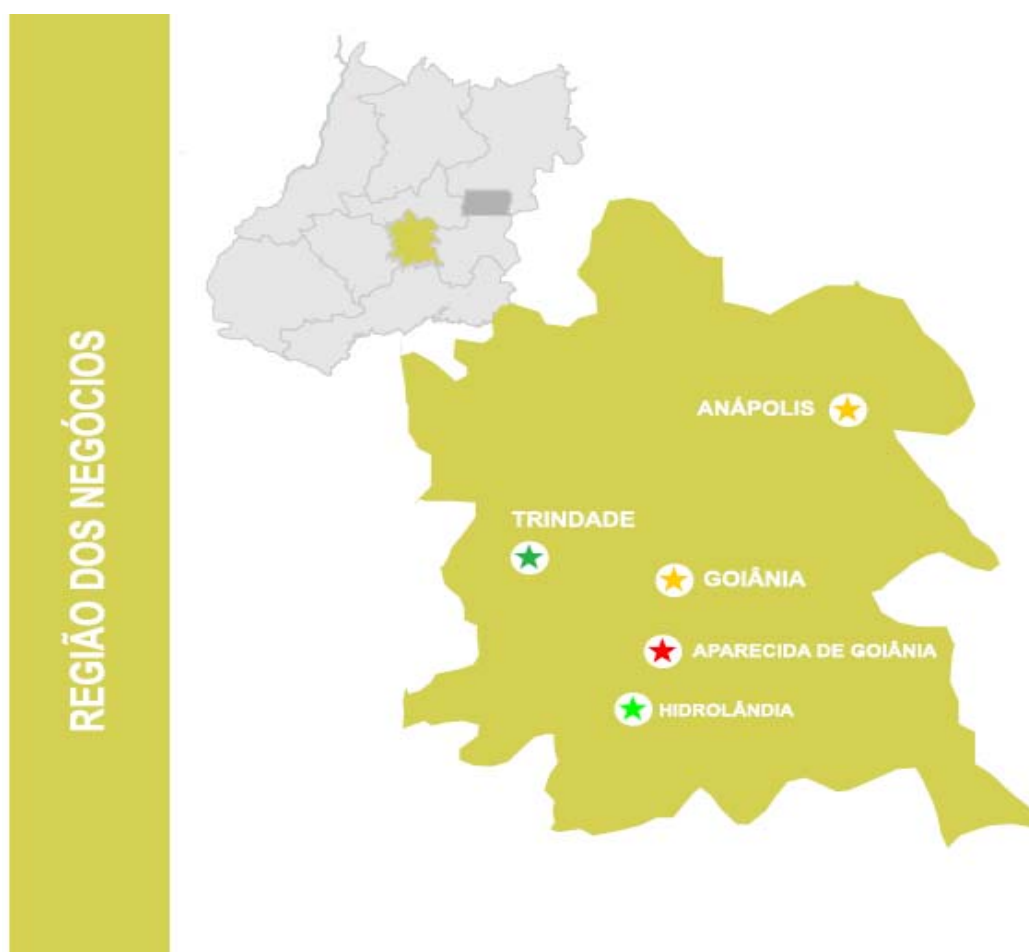 REGIÃO DOS NEGÓCIOS
ANÁPOLIS
TRINDADE
GOIÂNIA
APARECIDA DE GOIÂNIA
HIDROLÂNDIA